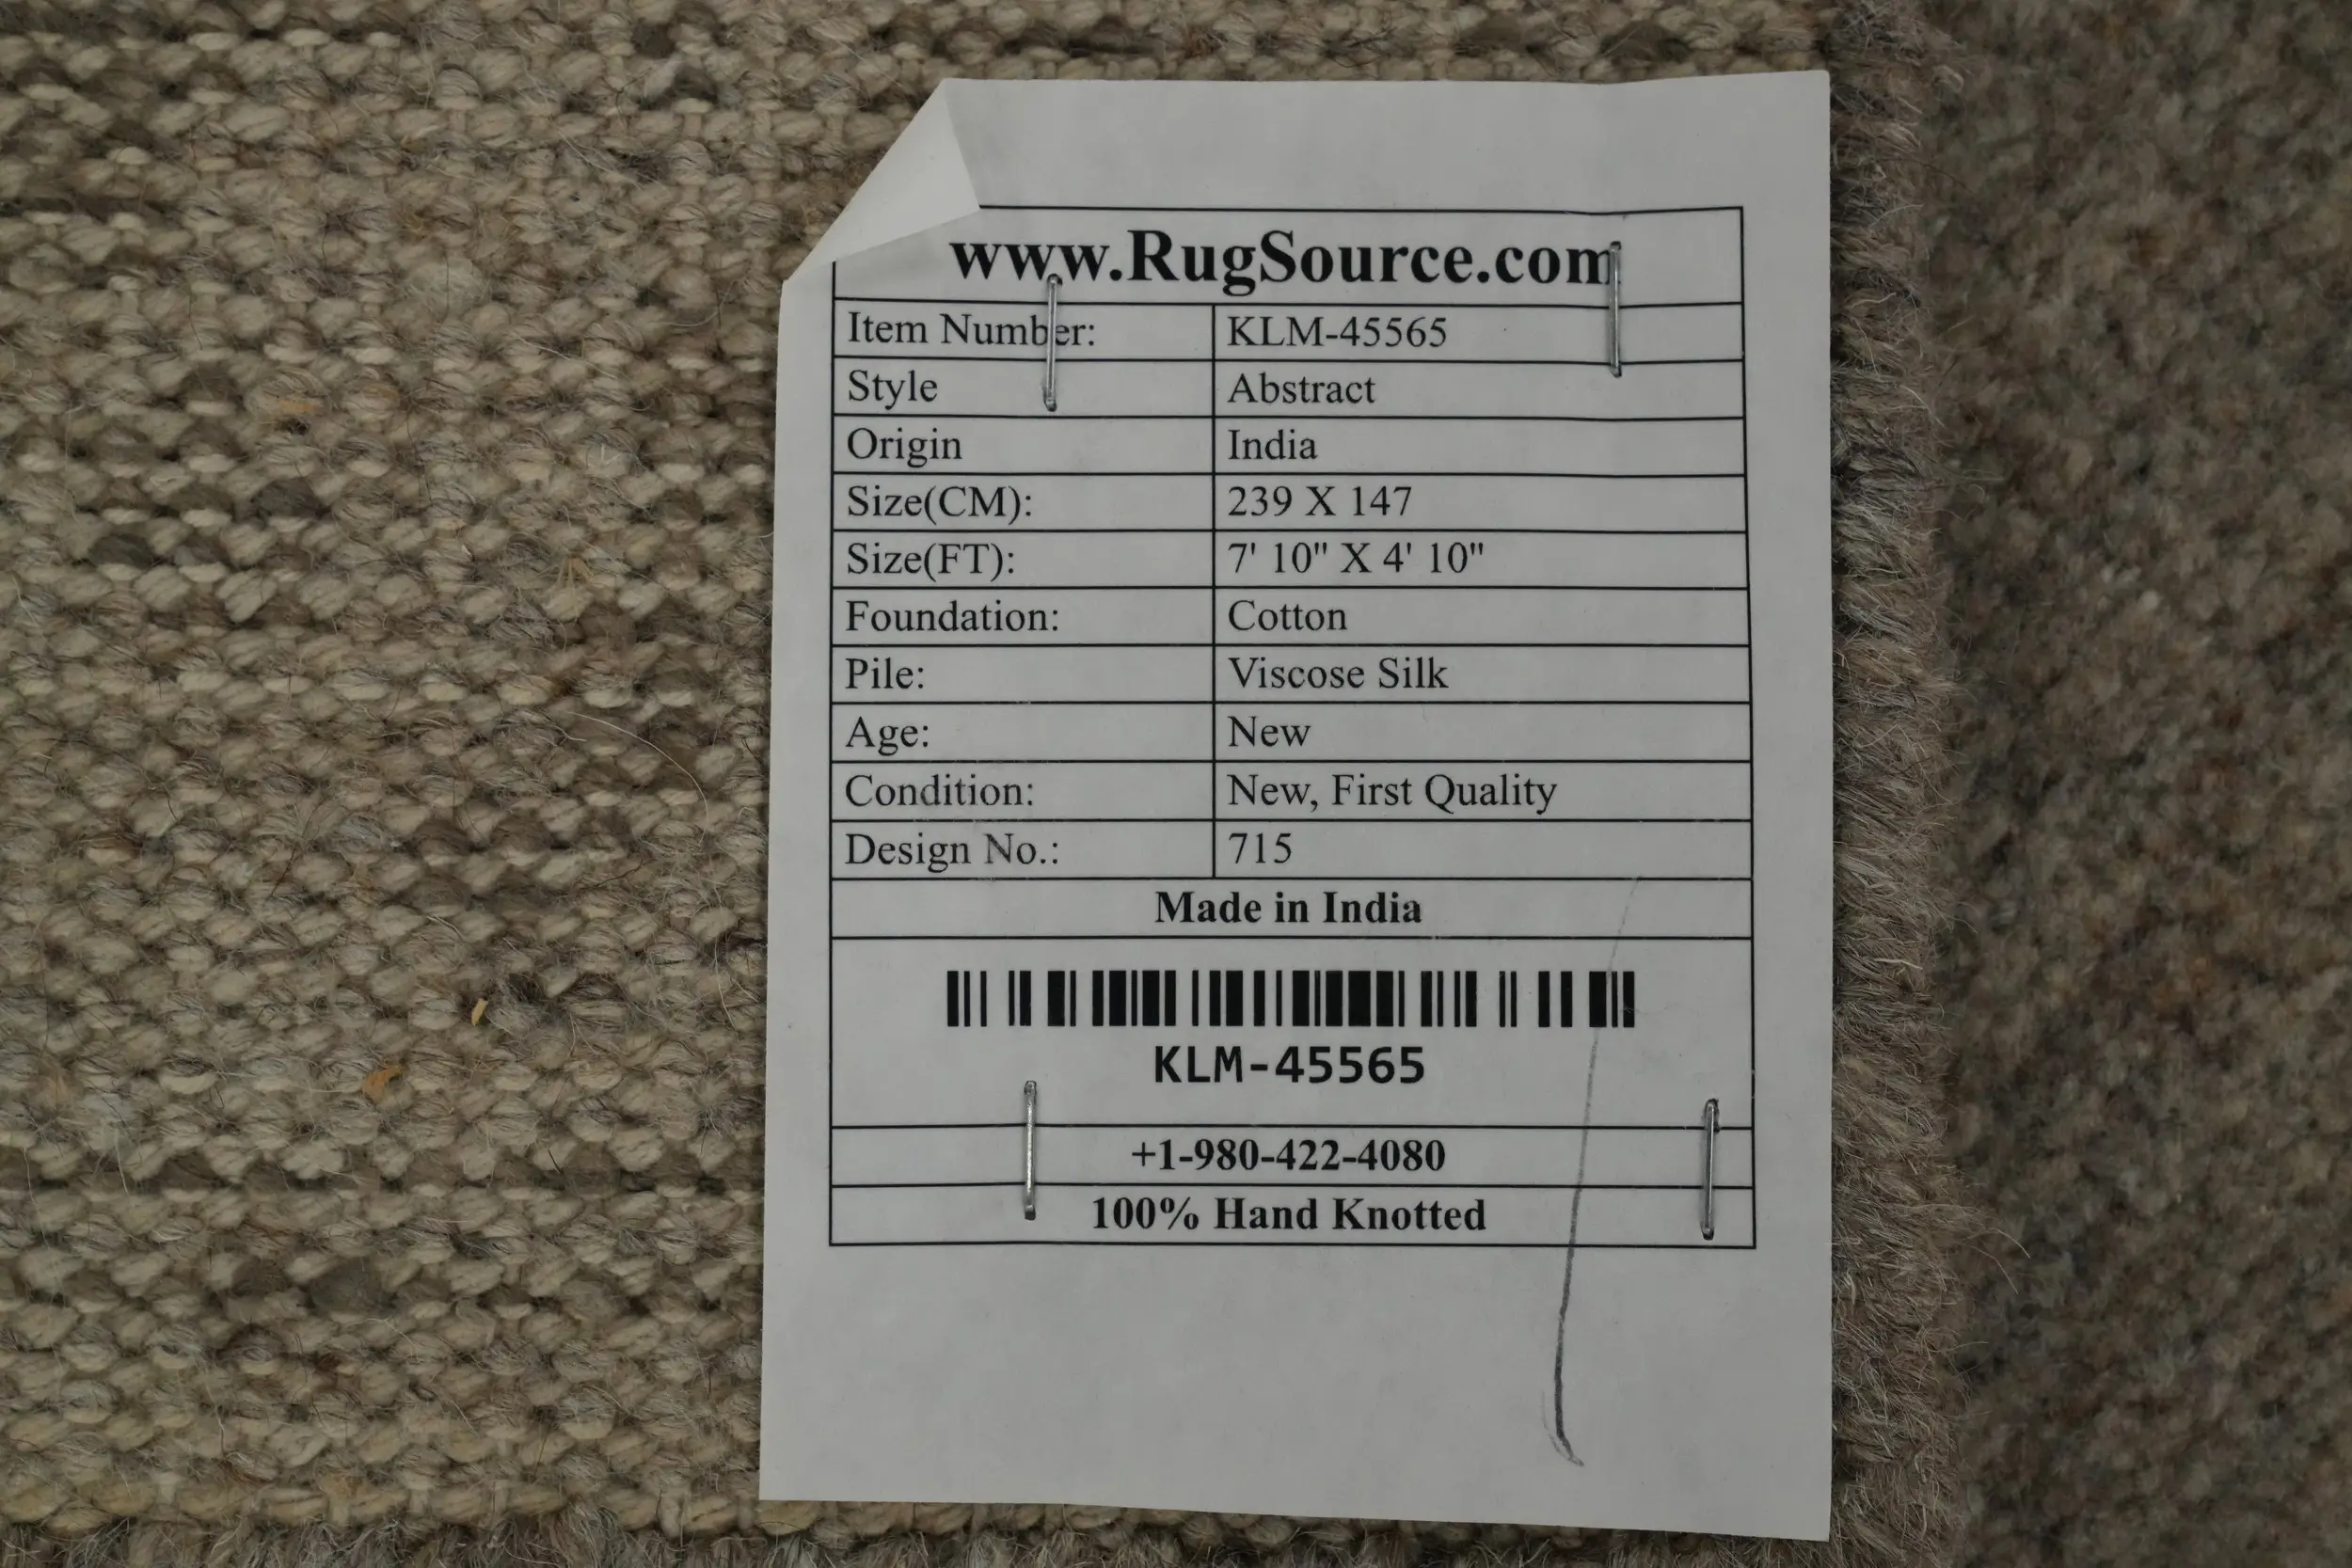 www.RugSource.com
Item Number: KLM-45565
Style Abstract
Origin India
Size(CM): 239 X 147
Size(FT): 7' 10" X 4' 10"
Foundation: Cotton
Pile: Viscose Silk
Age: New
Condition: New, First Quality
Design No.: 715
Made in India
KLM-45565
+1-980-422-4080
100% Hand Knotted